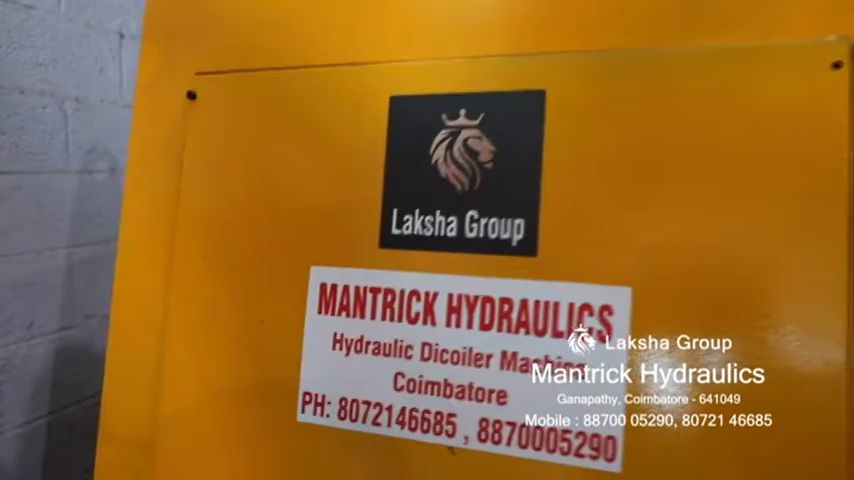 Laksha Group
MANTRICK HYDRAULICS
Hydraulic Dicoiler Machine
Coimbatore
PH: 8072146685 , 8870005290
Laksha Group
Mantrick Hydraulics
Ganapathy, Coimbatore - 641049
Mobile : 88700 05290, 80721 46685